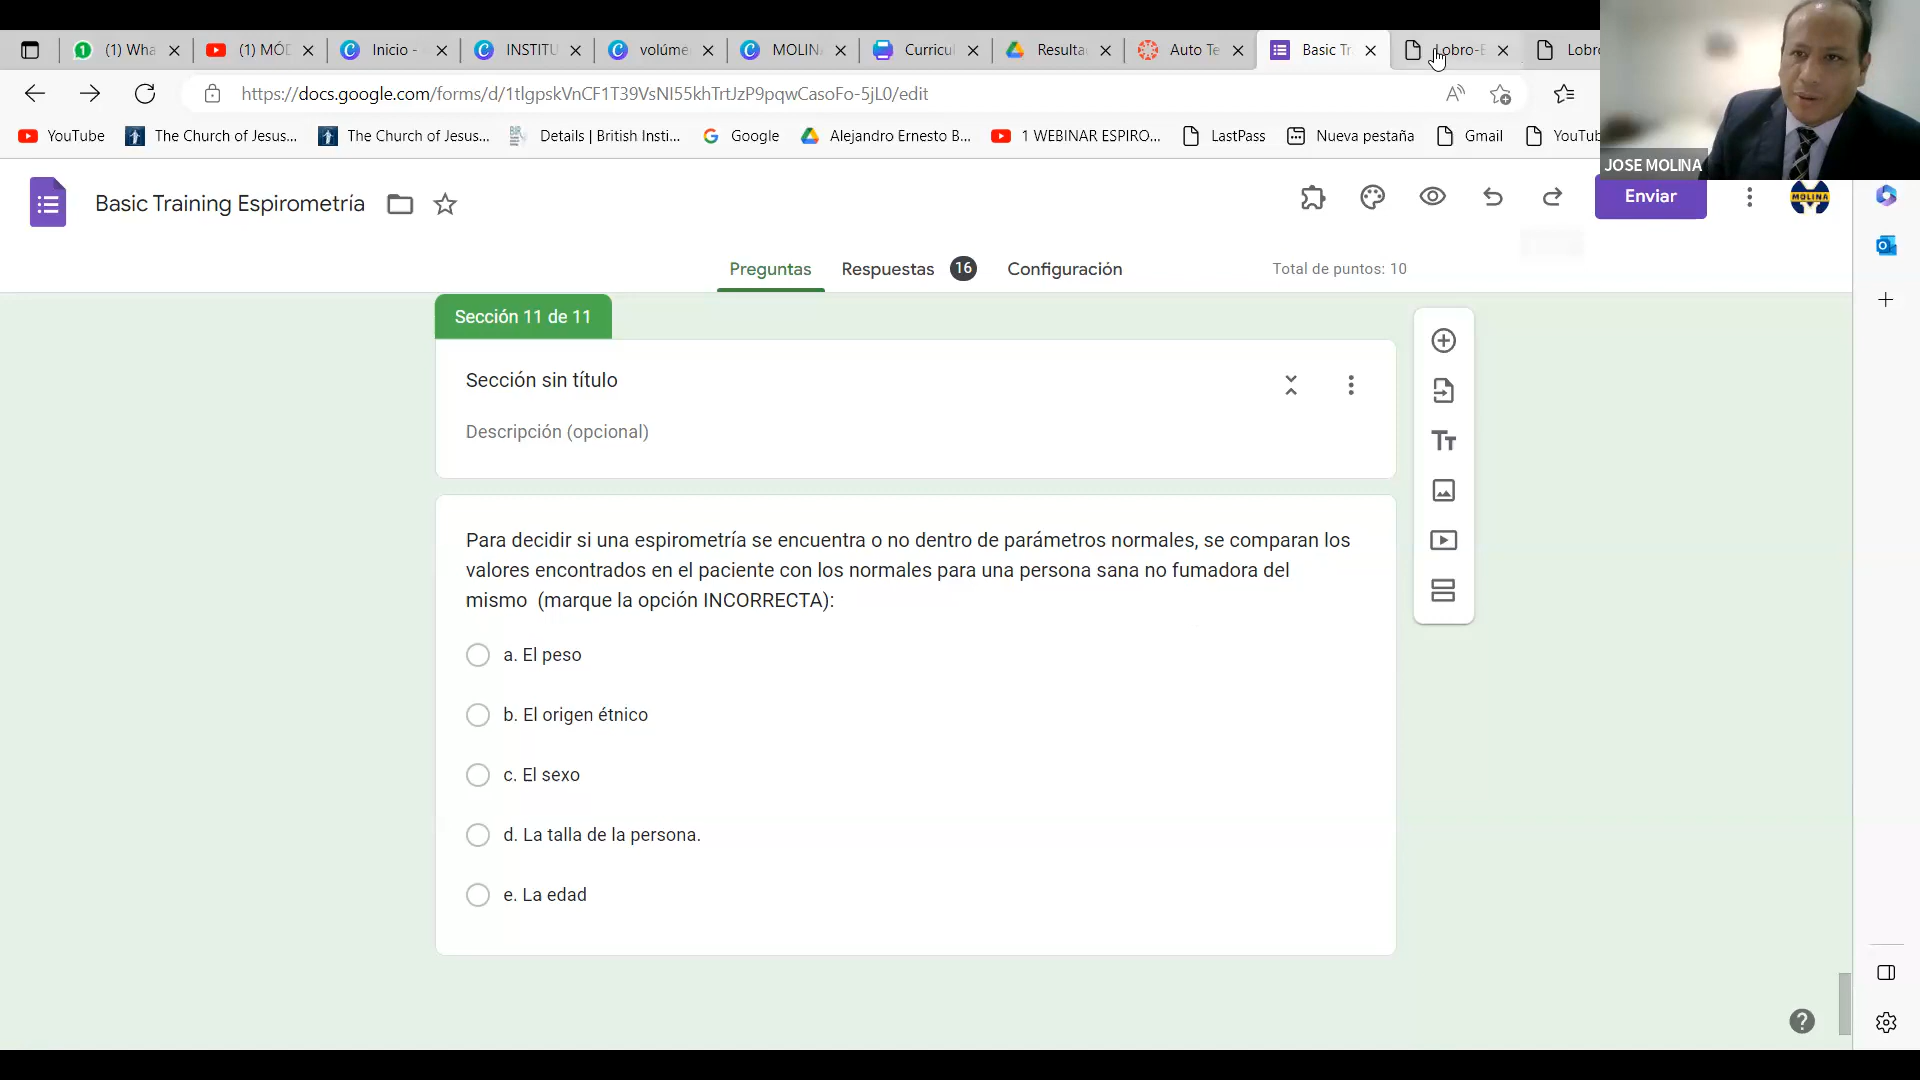 (1) Wha
(1) MÓD
Inicio -
INSTITU
volúme
MOLIN
Curricul
Resulta
Auto Te
Basic Tr
Lobro-E
Lobro
https://docs.google.com/forms/d/1tlgpskVnCF1T39VsNI55khTrtJzP9pqwCasoFo-5jL0/edit
YouTube
The Church of Jesus...
The Church of Jesus...
Details | British Insti...
Google
Alejandro Ernesto B...
1 WEBINAR ESPIRO...
LastPass
Nueva pestaña
Gmail
YouTub
JOSE MOLINA
Basic Training Espirometría
Enviar
MOLINA
Preguntas
Respuestas 16
Configuración
Total de puntos: 10
Sección 11 de 11
Sección sin título
Descripción (opcional)
Para decidir si una espirometría se encuentra o no dentro de parámetros normales, se comparan los
valores encontrados en el paciente con los normales para una persona sana no fumadora del
mismo (marque la opción INCORRECTA):
a. El peso
b. El origen étnico
c. El sexo
d. La talla de la persona.
e. La edad